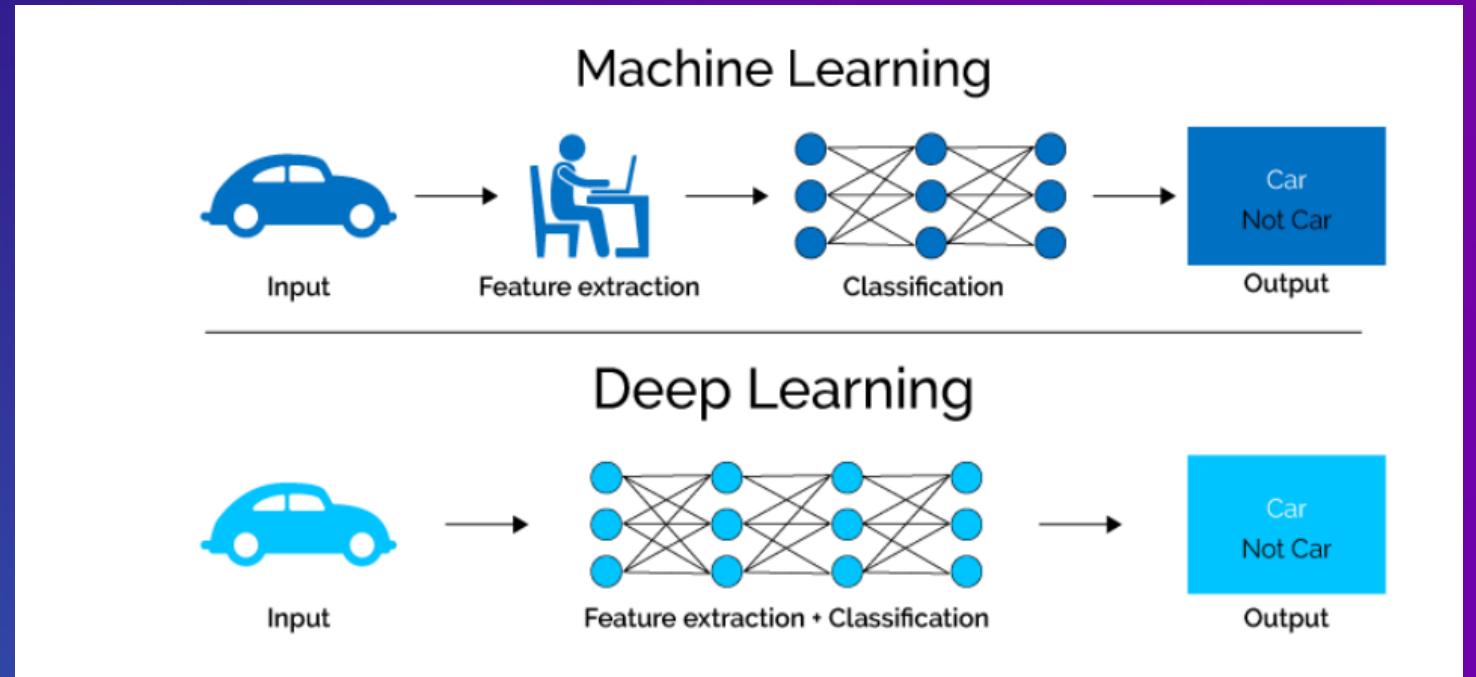 Machine Learning
Car
Not Car
Input
Feature extraction
Classification
Output
Deep Learning
Car
Not Car
Input
Feature extraction + Classification
Output